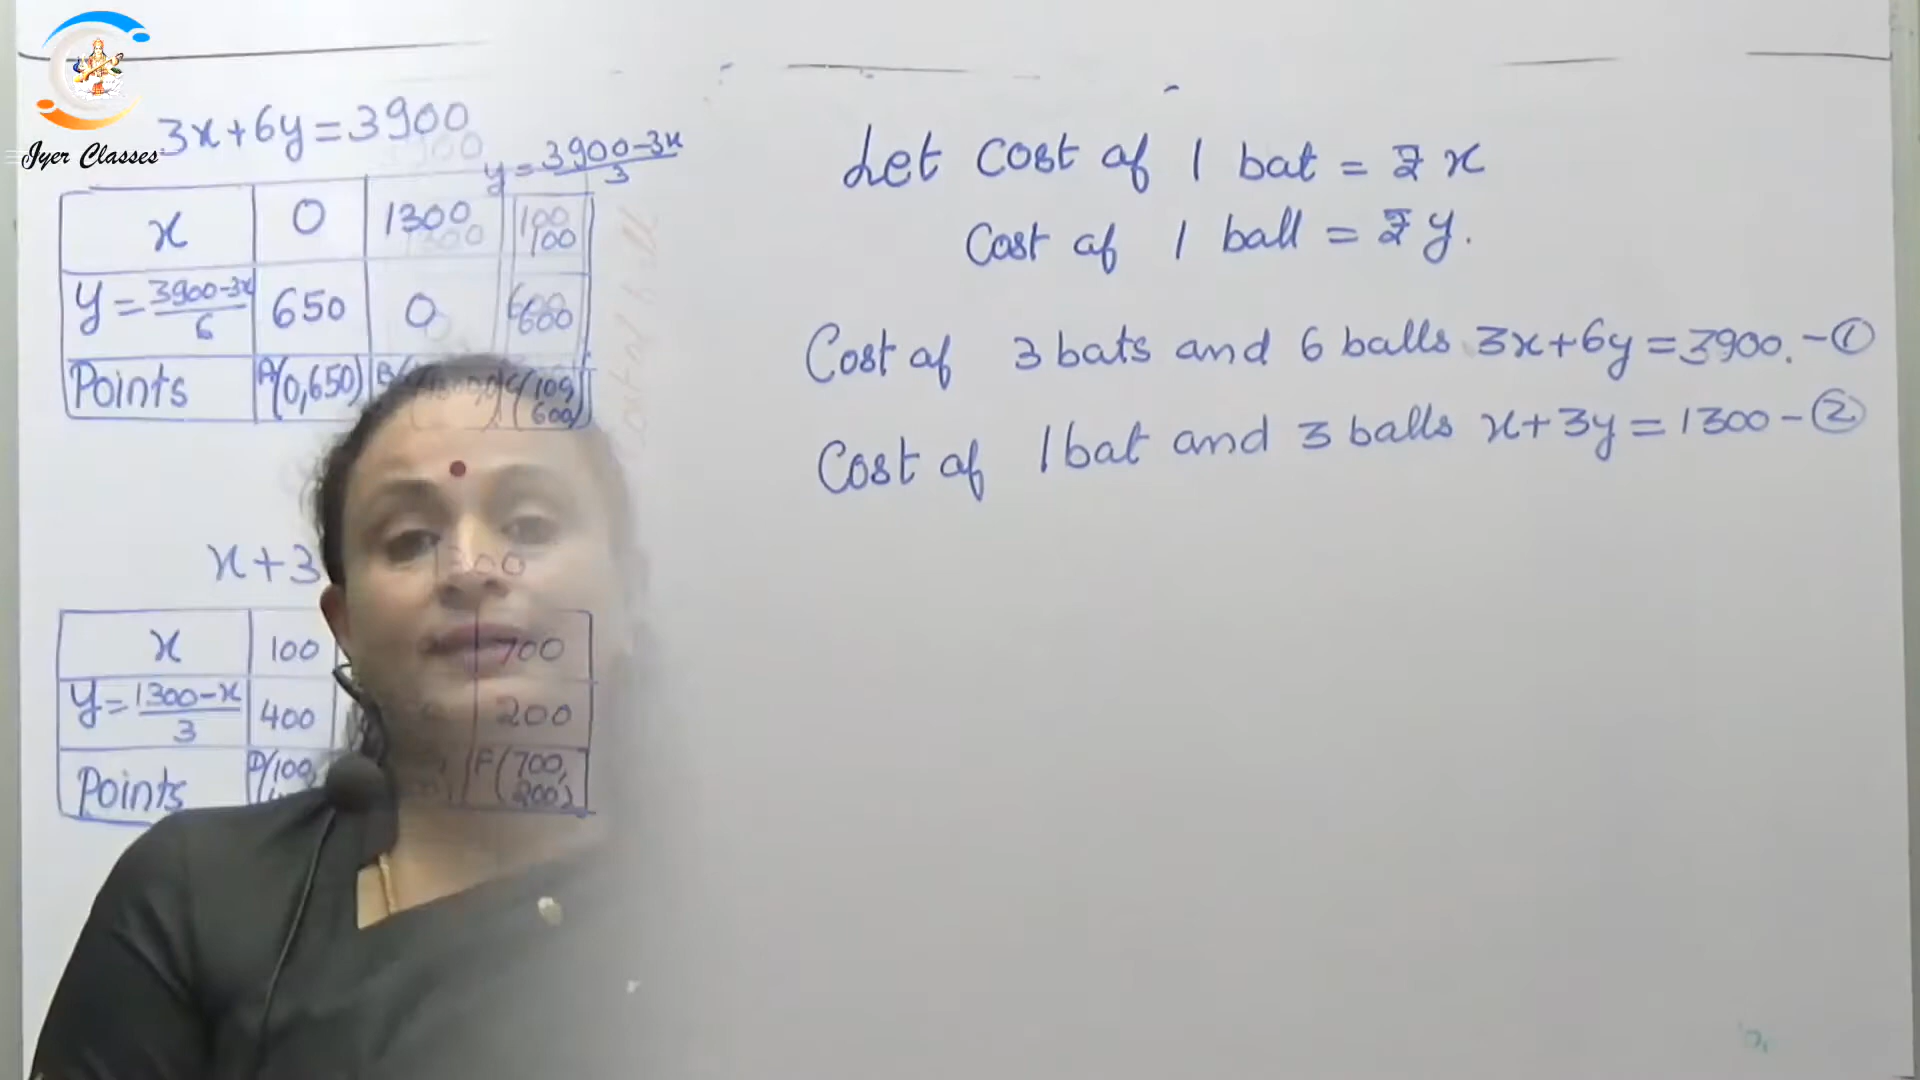 Iyer Classes
3x+6y=3900
y=3900-3x/3
x 0 1300 100
y=3900-3x/6 650 0 600
Points A(0,650) C(100, 600)
x+3
x 100 700
y=1300-x/3 400 200
Points D(100, F(700, 200)
Let cost of 1 bat = ₹ x
Cost of 1 ball = ₹ y.
Cost of 3 bats and 6 balls 3x+6y=3900.-①
Cost of 1 bat and 3 balls x+3y=1300-②